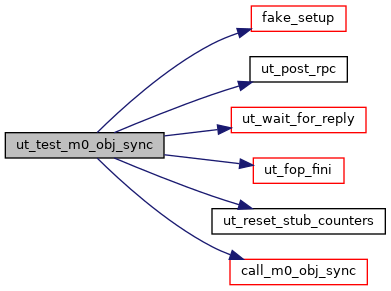 fake_setup
ut_post_rpc
ut_wait_for_reply
ut_test_m0_obj_sync
ut_fop_fini
ut_reset_stub_counters
call_m0_obj_sync